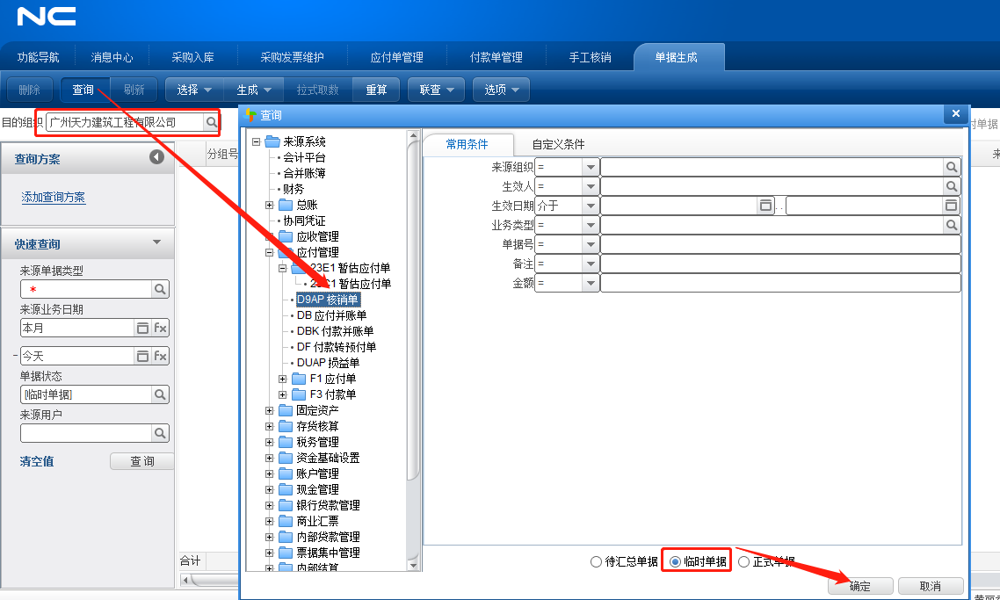 NC
功能导航 消息中心 采购入库 采购发票维护 应付单管理 付款单管理 手工核销 单据生成
删除 查询 刷新 选择 生成 拉式取数 重算 联查 选项
目的组织 广州天力建筑工程有限公司
时单据
查询方案
添加查询方案
快速查询
来源单据类型
*
来源业务日期
本月 fx
- 今天 fx
单据状态
[临时单据]
来源用户
清空值 查 询
分组号
来
合计
查询
来源系统
会计平台
合并账簿
财务
总账
协同凭证
应收管理
应付管理
23E1 暂估应付单
暂估应付单
D9AP 核销单
DB 应付并账单
DBK 付款并账单
DF 付款转预付单
DUAP 损益单
F1 应付单
F3 付款单
固定资产
存货核算
税务管理
资金基础设置
账户管理
现金管理
银行贷款管理
商业汇票
内部贷款管理
票据集中管理
内部结算
常用条件 自定义条件
来源组织 =
生效人 =
生效日期 介于 ..
业务类型 =
单据号 =
备注 =
金额 =
待汇总单据 临时单据 正式单据
确定 取消